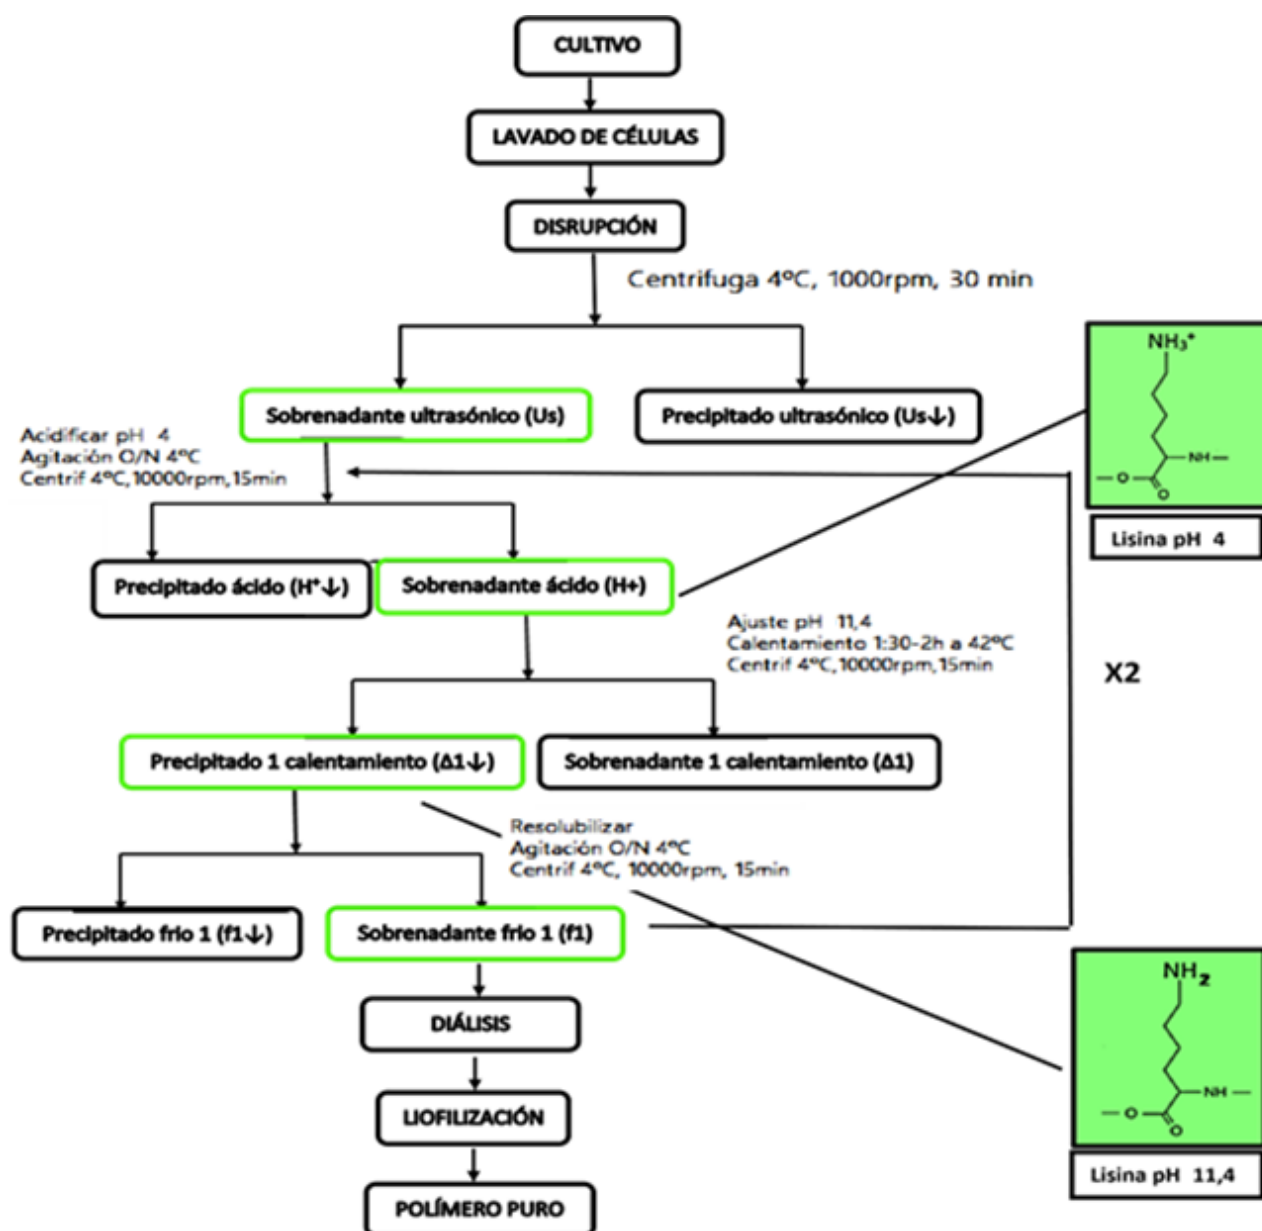 CULTIVO
LAVADO DE CÉLULAS
DISRUPCIÓN
Centrifuga 4ºC, 1000rpm, 30 min
Sobrenadante ultrasónico (Us)
Precipitado ultrasónico (Us↓)
NH₃⁺
NH
O
O
Lisina pH 4
Acidificar pH 4
Agitación O/N 4ºC
Centrif 4ºC,10000rpm,15min
Precipitado ácido (H⁺↓)
Sobrenadante ácido (H+)
Ajuste pH 11,4
Calentamiento 1:30-2h a 42ºC
Centrif 4ºC,10000rpm,15min
X2
Precipitado 1 calentamiento (Δ1↓)
Sobrenadante 1 calentamiento (Δ1)
Resolubilizar
Agitación O/N 4ºC
Centrif 4ºC, 10000rpm, 15min
Precipitado frio 1 (f1↓)
Sobrenadante frio 1 (f1)
NH₂
NH
O
O
Lisina pH 11,4
DIÁLISIS
LIOFILIZACIÓN
POLÍMERO PURO